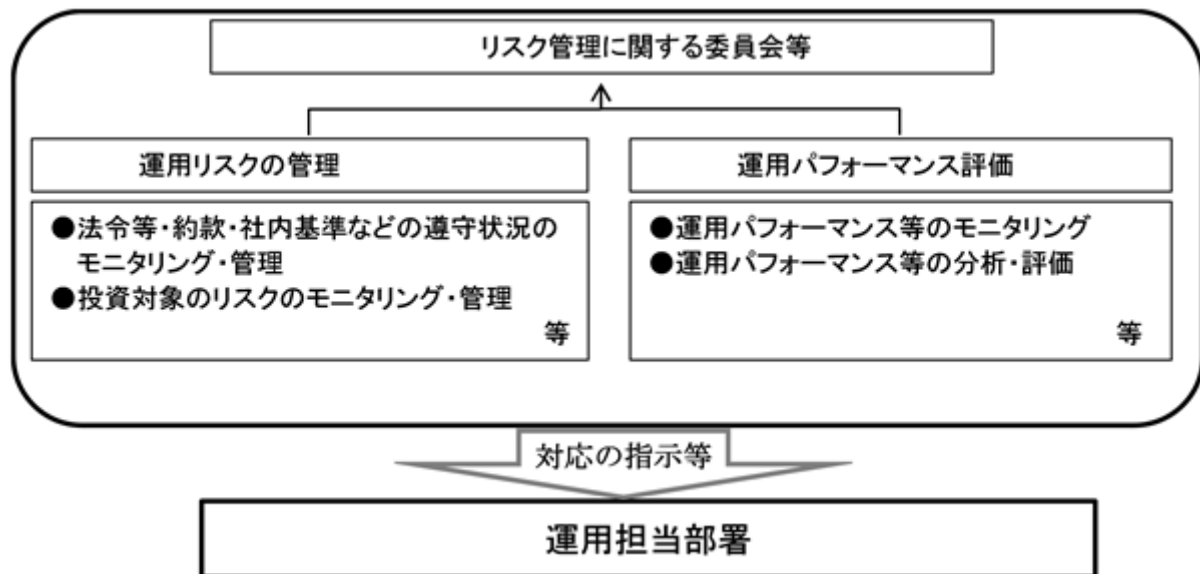 リスク管理に関する委員会等
運用リスクの管理
●法令等・約款・社内基準などの遵守状況の
モニタリング・管理
●投資対象のリスクのモニタリング・管理
等
運用パフォーマンス評価
●運用パフォーマンス等のモニタリング
●運用パフォーマンス等の分析・評価
等
対応の指示等
運用担当部署